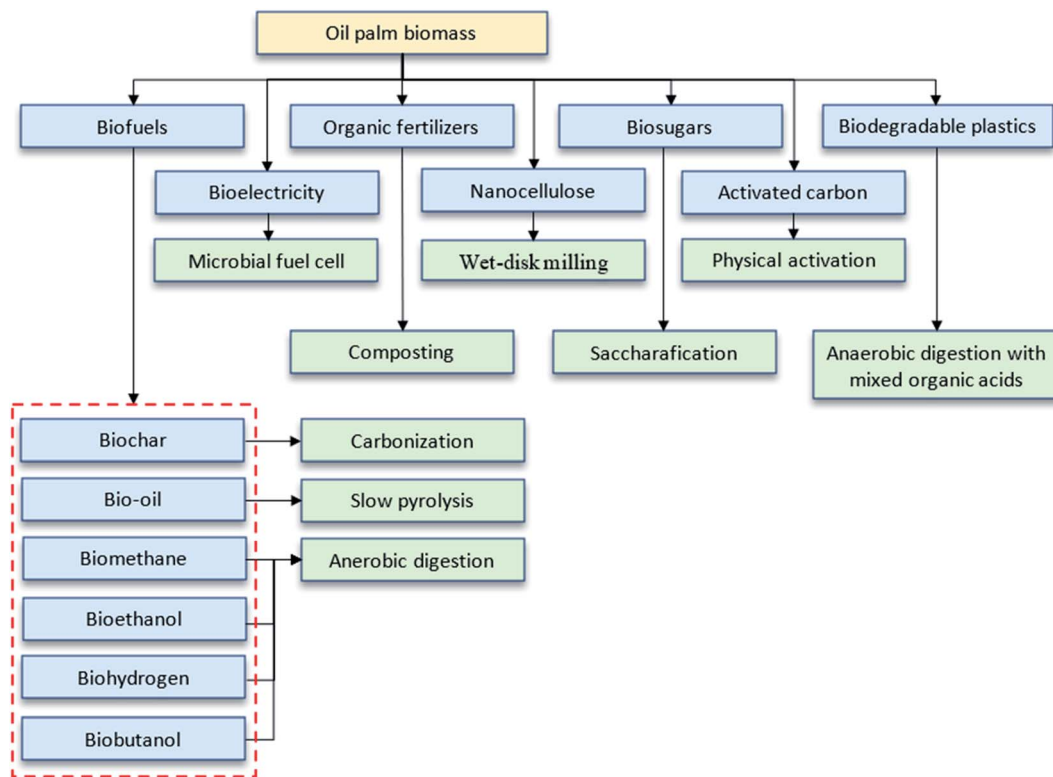 Oil palm biomass
Biofuels
Organic fertilizers
Biosugars
Biodegradable plastics
Bioelectricity
Nanocellulose
Activated carbon
Microbial fuel cell
Wet-disk milling
Physical activation
Composting
Saccharafication
Anaerobic digestion with
mixed organic acids
Biochar
Carbonization
Bio-oil
Slow pyrolysis
Biomethane
Anerobic digestion
Bioethanol
Biohydrogen
Biobutanol